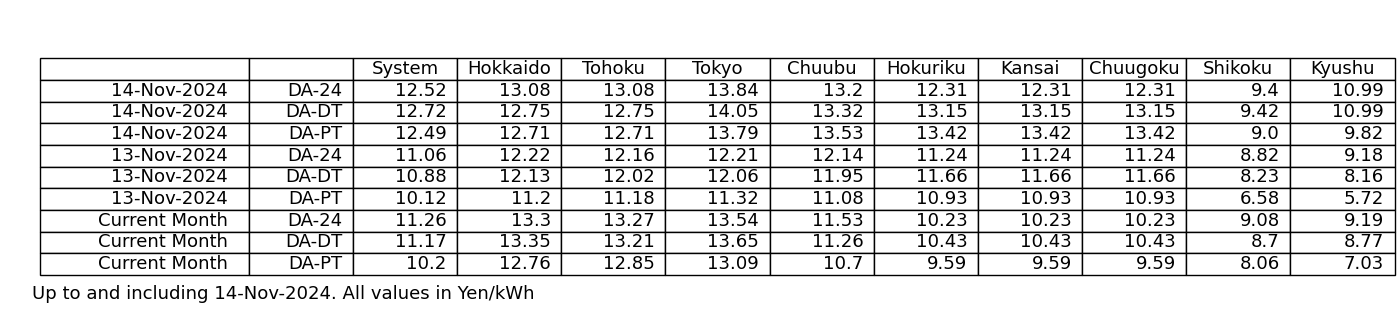 System Hokkaido Tohoku Tokyo Chuubu Hokuriku Kansai Chuugoku Shikoku Kyushu
14-Nov-2024 DA-24 12.52 13.08 13.08 13.84 13.2 12.31 12.31 12.31 9.4 10.99
14-Nov-2024 DA-DT 12.72 12.75 12.75 14.05 13.32 13.15 13.15 13.15 9.42 10.99
14-Nov-2024 DA-PT 12.49 12.71 12.71 13.79 13.53 13.42 13.42 13.42 9.0 9.82
13-Nov-2024 DA-24 11.06 12.22 12.16 12.21 12.14 11.24 11.24 11.24 8.82 9.18
13-Nov-2024 DA-DT 10.88 12.13 12.02 12.06 11.95 11.66 11.66 11.66 8.23 8.16
13-Nov-2024 DA-PT 10.12 11.2 11.18 11.32 11.08 10.93 10.93 10.93 6.58 5.72
Current Month DA-24 11.26 13.3 13.27 13.54 11.53 10.23 10.23 10.23 9.08 9.19
Current Month DA-DT 11.17 13.35 13.21 13.65 11.26 10.43 10.43 10.43 8.7 8.77
Current Month DA-PT 10.2 12.76 12.85 13.09 10.7 9.59 9.59 9.59 8.06 7.03
Up to and including 14-Nov-2024. All values in Yen/kWh